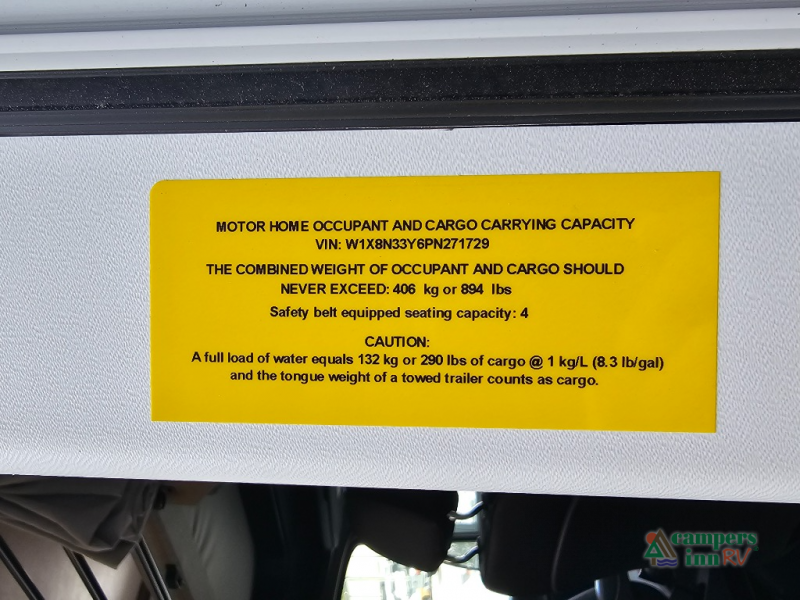 MOTOR HOME OCCUPANT AND CARGO CARRYING CAPACITY
VIN: W1X8N33Y6PN271729
THE COMBINED WEIGHT OF OCCUPANT AND CARGO SHOULD
NEVER EXCEED: 406 kg or 894 lbs
Safety belt equipped seating capacity: 4
CAUTION:
A full load of water equals 132 kg or 290 lbs of cargo @ 1 kg/L (8.3 lb/gal)
and the tongue weight of a towed trailer counts as cargo.
campers
inn RV